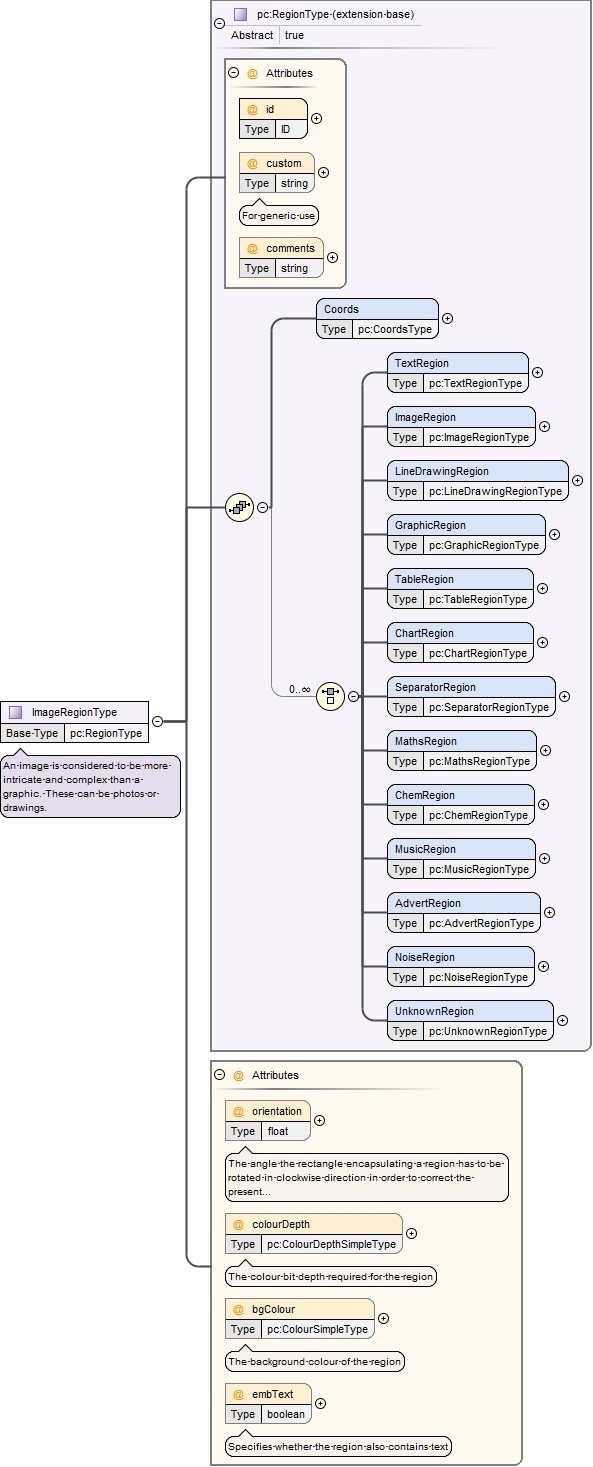 pc:RegionType (extension base)
Abstract true
Attributes
@ id
Type ID
@ custom
Type string
For generic use
@ comments
Type string
Coords
Type pc:CoordsType
TextRegion
Type pc:TextRegionType
ImageRegion
Type pc:ImageRegionType
LineDrawingRegion
Type pc:LineDrawingRegionType
GraphicRegion
Type pc:GraphicRegionType
TableRegion
Type pc:TableRegionType
ChartRegion
Type pc:ChartRegionType
0..∞
SeparatorRegion
Type pc:SeparatorRegionType
ImageRegionType
Base Type pc:RegionType
An image is considered to be more
intricate and complex than a
graphic. These can be photos or
drawings.
MathsRegion
Type pc:MathsRegionType
ChemRegion
Type pc:ChemRegionType
MusicRegion
Type pc:MusicRegionType
AdvertRegion
Type pc:AdvertRegionType
NoiseRegion
Type pc:NoiseRegionType
UnknownRegion
Type pc:UnknownRegionType
@ Attributes
@ orientation
Type float
The angle the rectangle encapsulating a region has to be
rotated in clockwise direction in order to correct the
present...
@ colourDepth
Type pc:ColourDepthSimpleType
The colour bit depth required for the region
@ bgColour
Type pc:ColourSimpleType
The background colour of the region
@ embText
Type boolean
Specifies whether the region also contains text